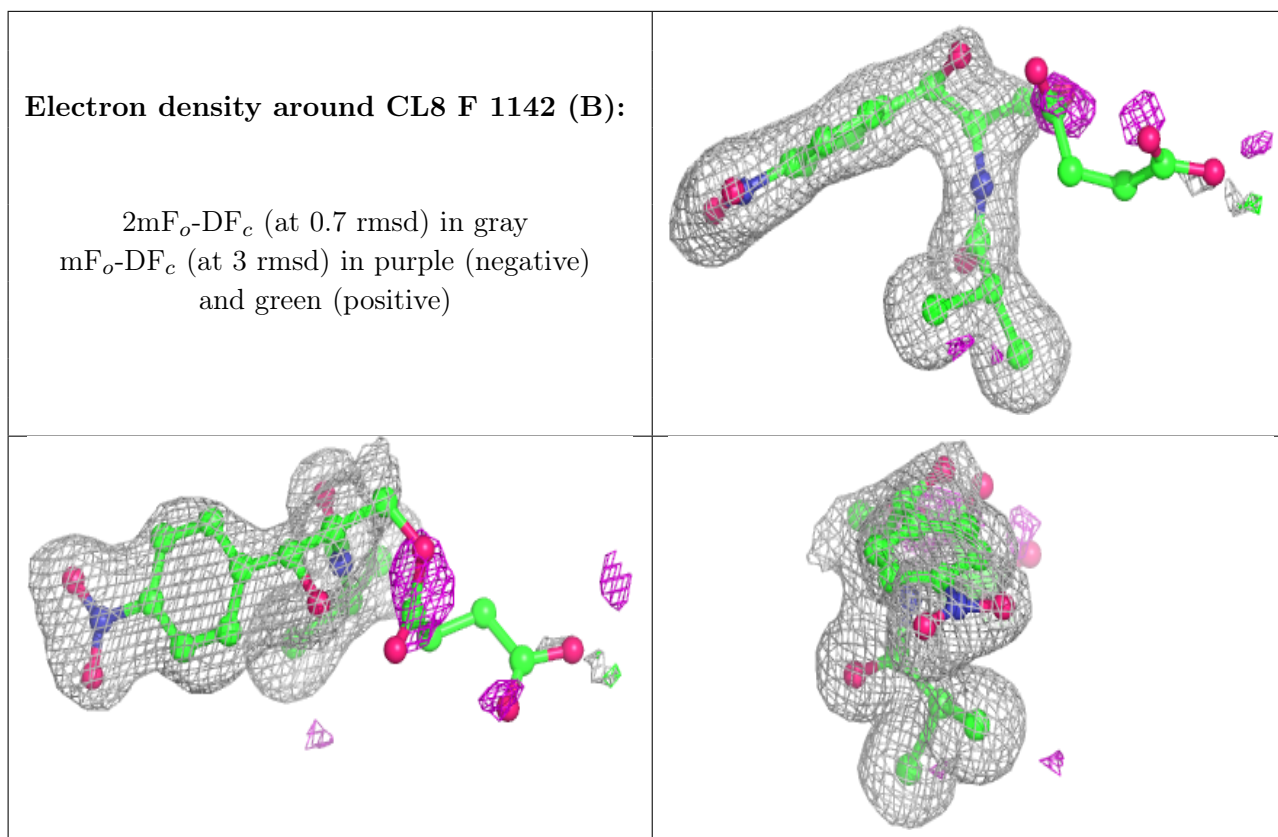 Electron density around CL8 F 1142 (B):
2mFₒ-DF𝒸 (at 0.7 rmsd) in gray
mFₒ-DF𝒸 (at 3 rmsd) in purple (negative)
and green (positive)